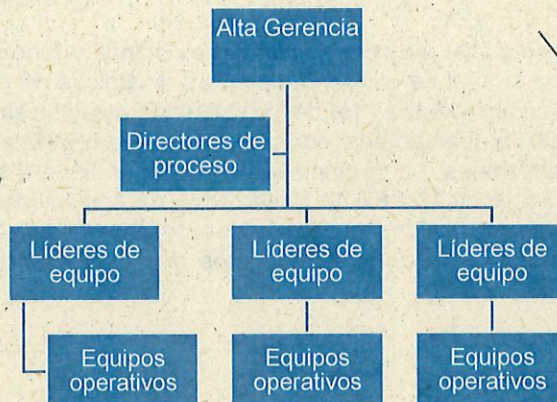 Alta Gerencia
Directores de
proceso
Líderes de
equipo
Líderes de
equipo
Líderes de
equipo
Equipos
operativos
Equipos
operativos
Equipos
operativos